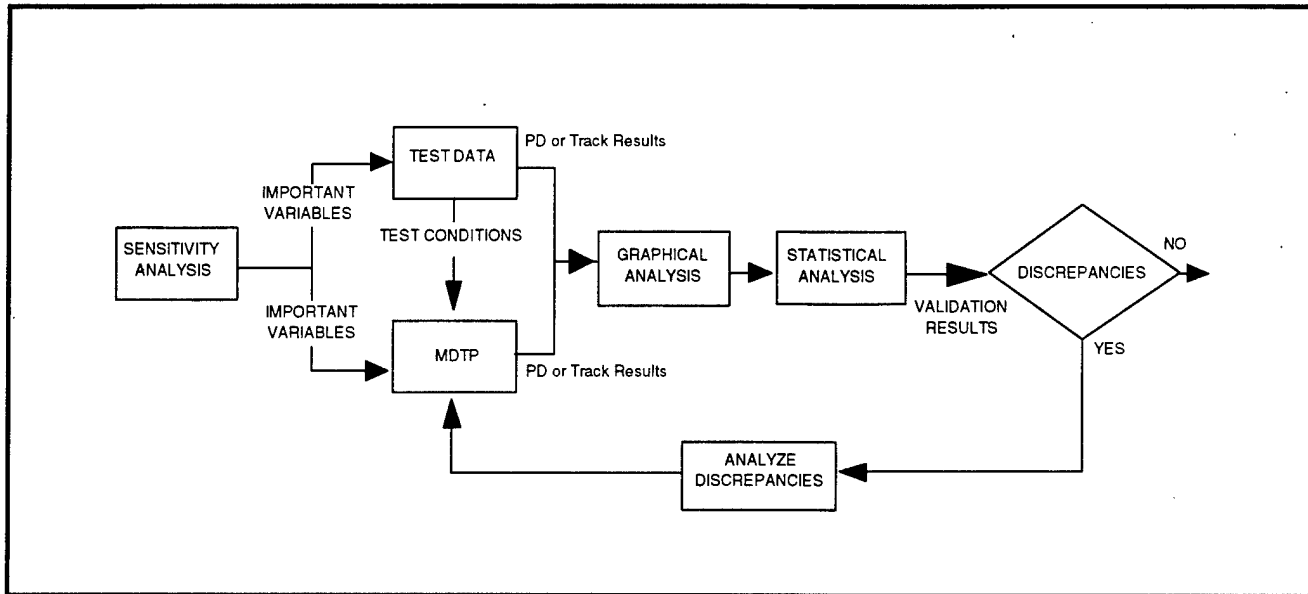 SENSITIVITY
ANALYSIS
IMPORTANT
VARIABLES
IMPORTANT
VARIABLES
TEST DATA
PD or Track Results
TEST CONDITIONS
MDTP
PD or Track Results
GRAPHICAL
ANALYSIS
STATISTICAL
ANALYSIS
VALIDATION
RESULTS
DISCREPANCIES
NO
YES
ANALYZE
DISCREPANCIES